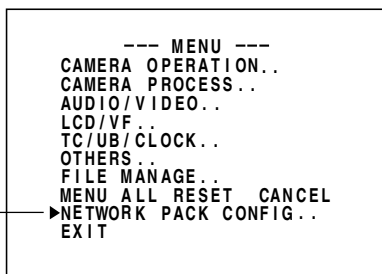 --- MENU ---
CAMERA OPERATION..
CAMERA PROCESS..
AUDIO/VIDEO..
LCD/VF..
TC/UB/CLOCK..
OTHERS..
FILE MANAGE..
MENU ALL RESET CANCEL
▶NETWORK PACK CONFIG..
EXIT